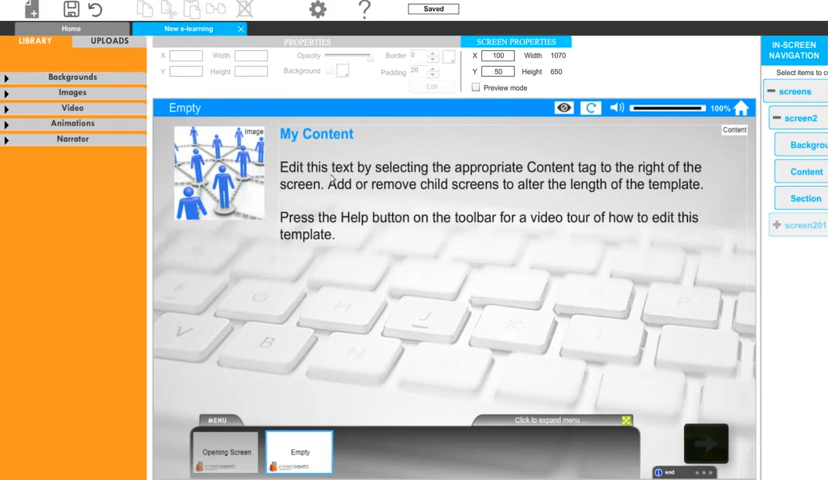 Saved
Home
New e-learning
LIBRARY
UPLOADS
PROPERTIES
SCREEN PROPERTIES
IN-SCREEN
NAVIGATION
X
Width
Opacity
Border 0
X 100 Width 1070
Y
Height
Background
Padding 20
Y 50 Height 650
Edit
Preview mode
Select items to
Backgrounds
Images
Video
Animations
Narrator
screens
screen2
Backgrou
Content
Section
screen201
Empty
100%
Image
My Content
Content
Edit this text by selecting the appropriate Content tag to the right of the
screen. Add or remove child screens to alter the length of the template.
Press the Help button on the toolbar for a video tour of how to edit this
template.
V
B
N
H
J
K
P
MENU
Click to expand menu ...
Opening Screen
Empty
end